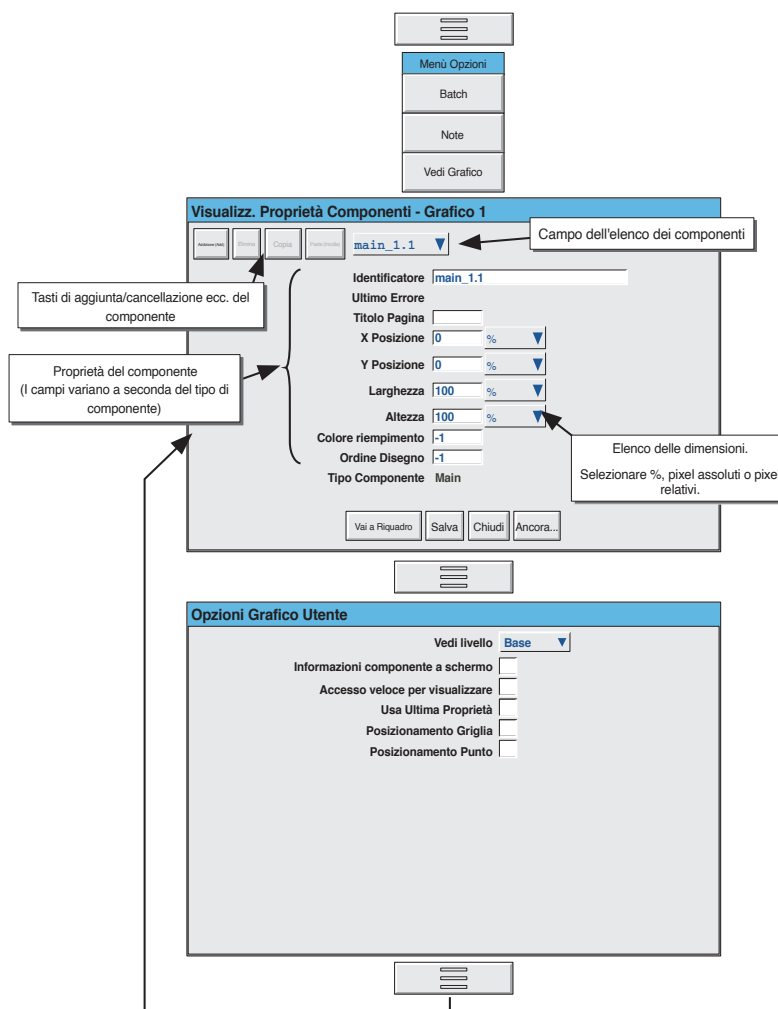 Menù Opzioni
Batch
Note
Vedi Grafico
Visualizz. Proprietà Componenti - Grafico 1
Elimina
Copia
main_1.1
Campo dell'elenco dei componenti
Tasti di aggiunta/cancellazione ecc. del
componente
Identificatore main_1.1
Ultimo Errore
Titolo Pagina
X Posizione 0 %
Y Posizione 0 %
Larghezza 100 %
Altezza 100 %
Colore riempimento -1
Ordine Disegno -1
Tipo Componente Main
Proprietà del componente
(I campi variano a seconda del tipo di
componente)
Elenco delle dimensioni.
Selezionare %, pixel assoluti o pixe
relativi.
Vai a Riquadro Salva Chiudi Ancora...
Opzioni Grafico Utente
Vedi livello Base
Informazioni componente a schermo
Accesso veloce per visualizzare
Usa Ultima Proprietà
Posizionamento Griglia
Posizionamento Punto